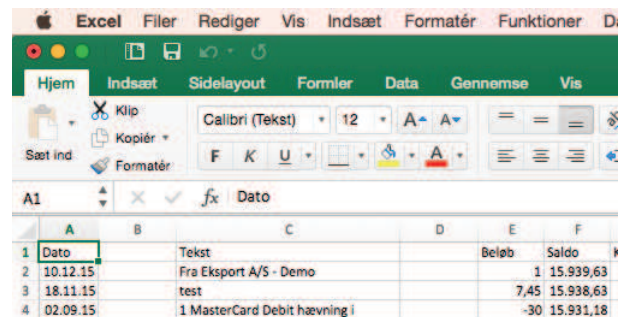 Excel Filer Rediger Vis Indsæt Formatér Funktioner
Hjem Indsæt Sidelayout Formler Data Gennemse Vis
Klip
Kopiér
Formatér
Sæt ind
Calibri (Tekst) 12 A A
F K U A
A1 fx Dato
A B C D E F
1 Dato Tekst Beløb Saldo
2 10.12.15 Fra Eksport A/S - Demo 1 15.939,63
3 18.11.15 test 7,45 15.938,63
4 02.09.15 1 MasterCard Debit hævning i -30 15.931,18